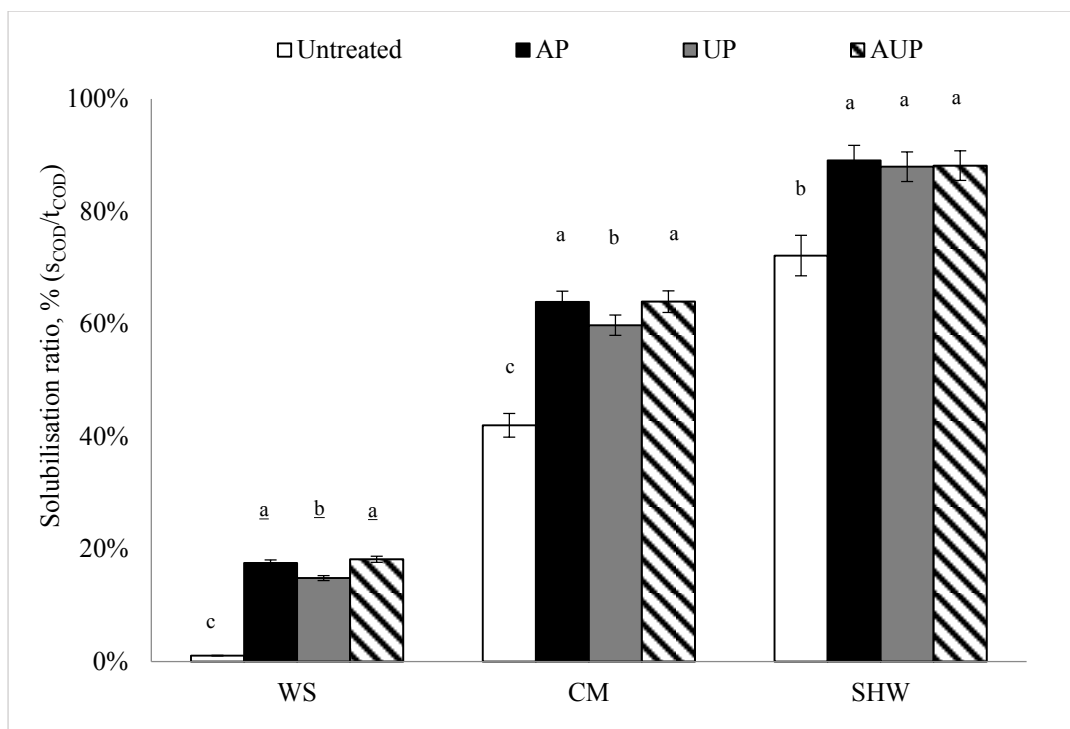 Untreated AP UP AUP
Solubilisation ratio, % (sCOD/tCOD)
100%
80%
60%
40%
20%
0%
c a b a
c a b a
b a a a
WS CM SHW